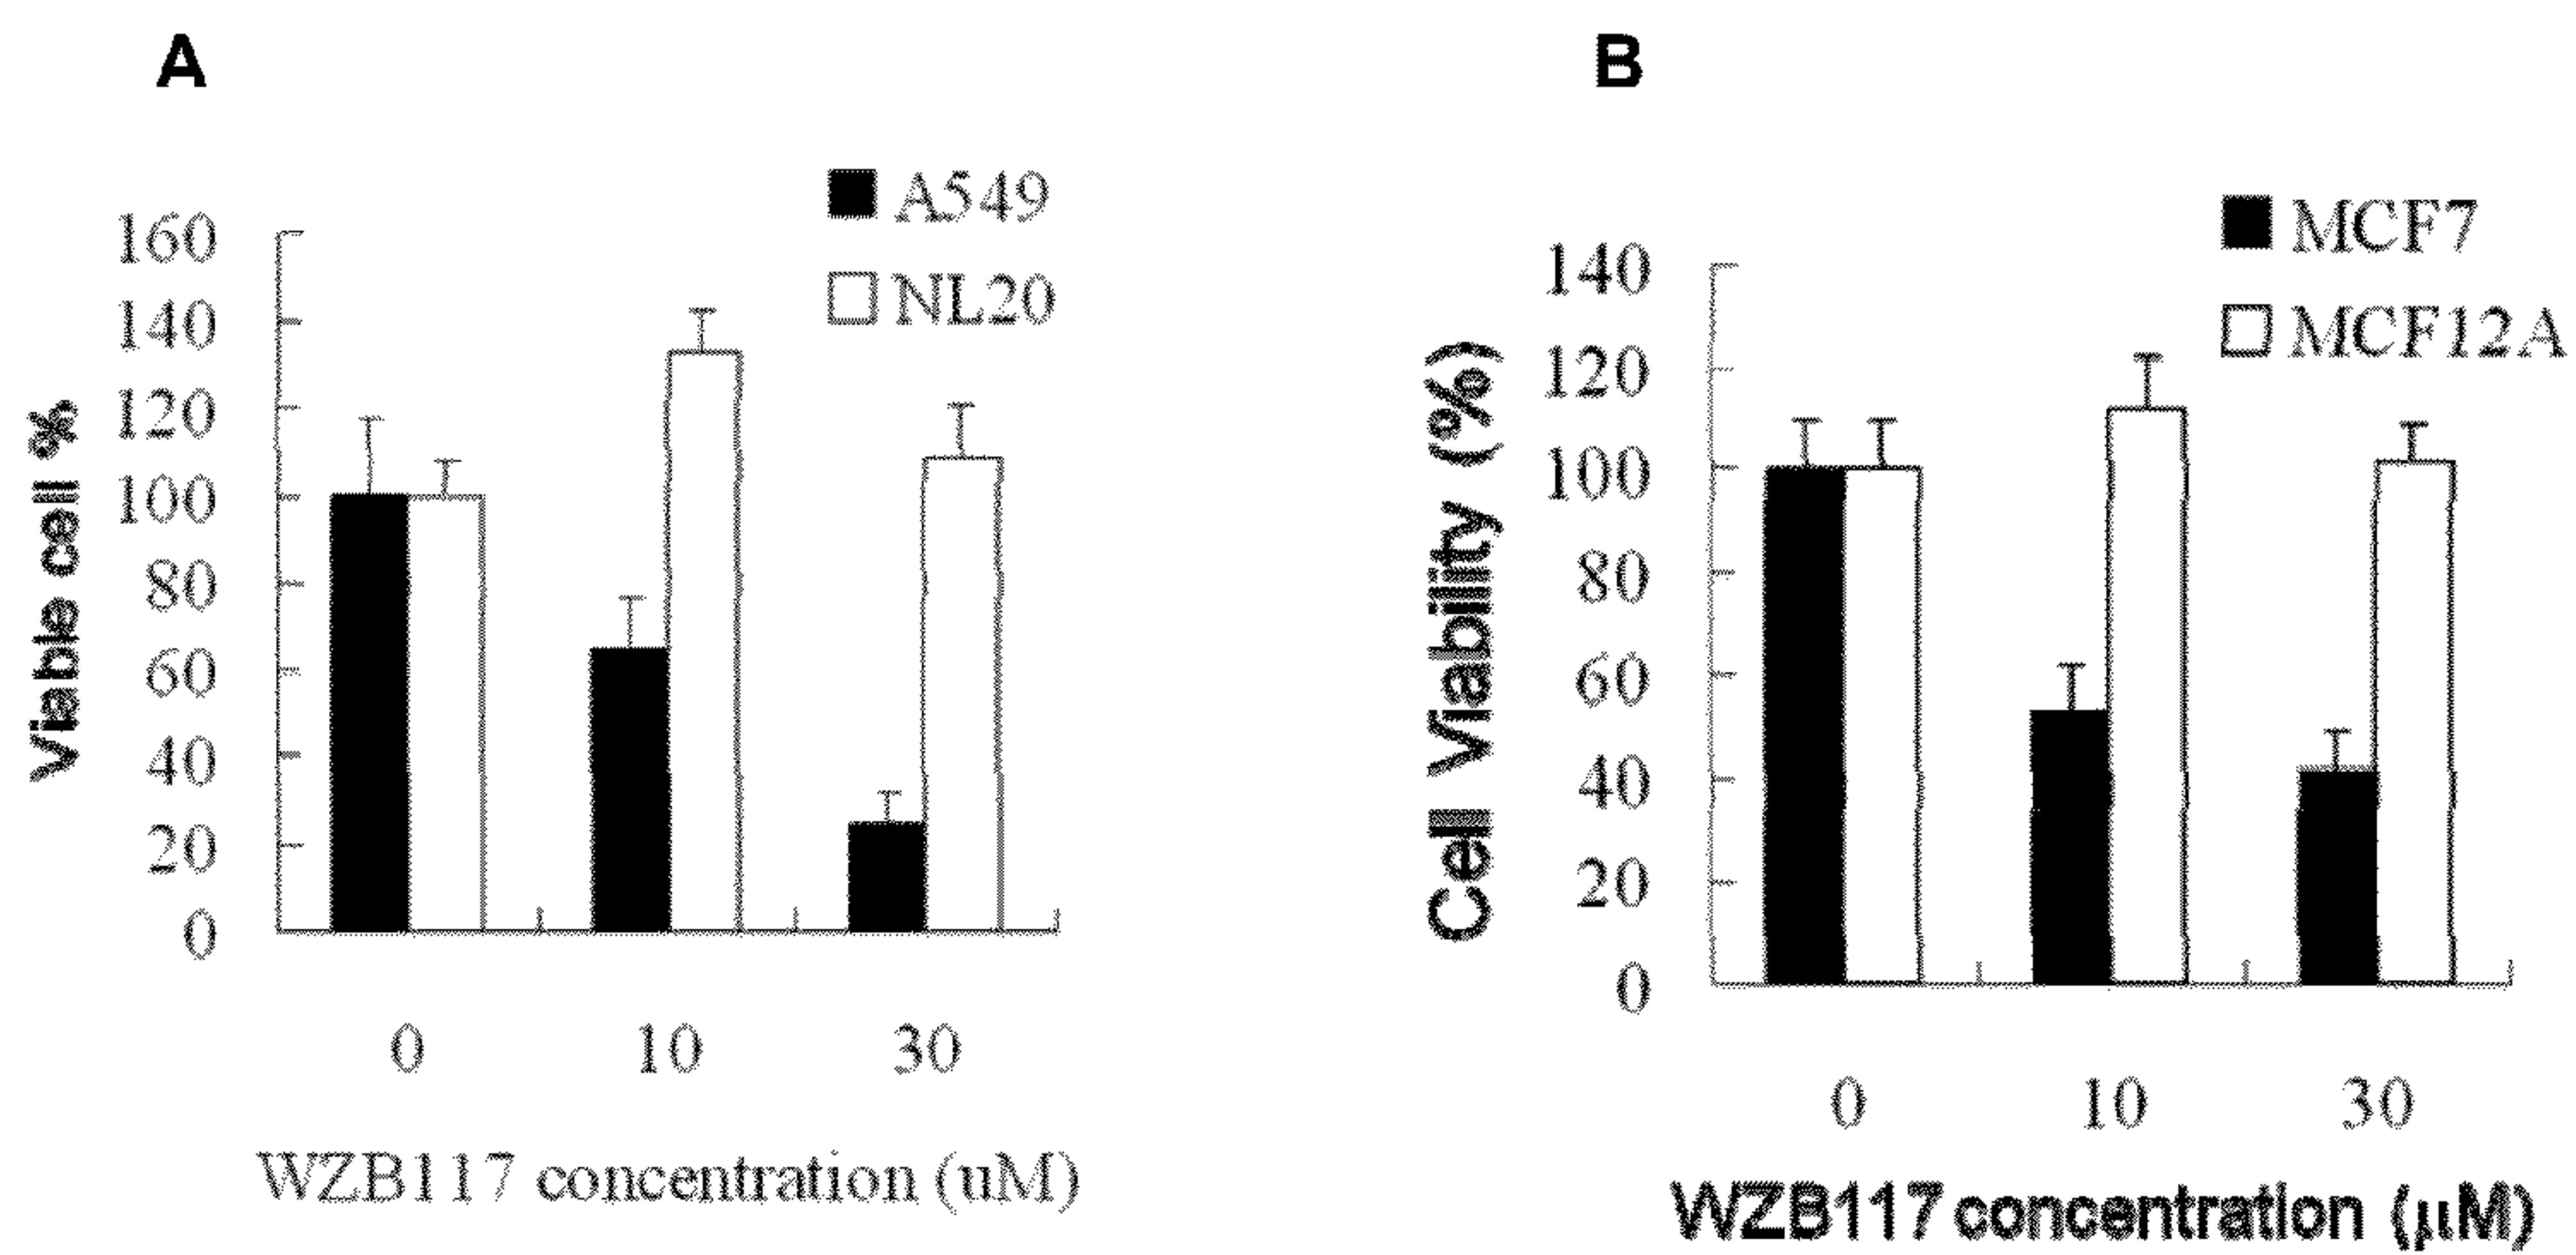 A
A549
NL20
160
140
120
100
80
60
40
20
0
Viable cell %
0 10 30
WZB117 concentration (uM)
B
MCF7
MCF12A
140
120
100
80
60
40
20
0
Cell Viability (%)
0 10 30
WZB117 concentration (μM)